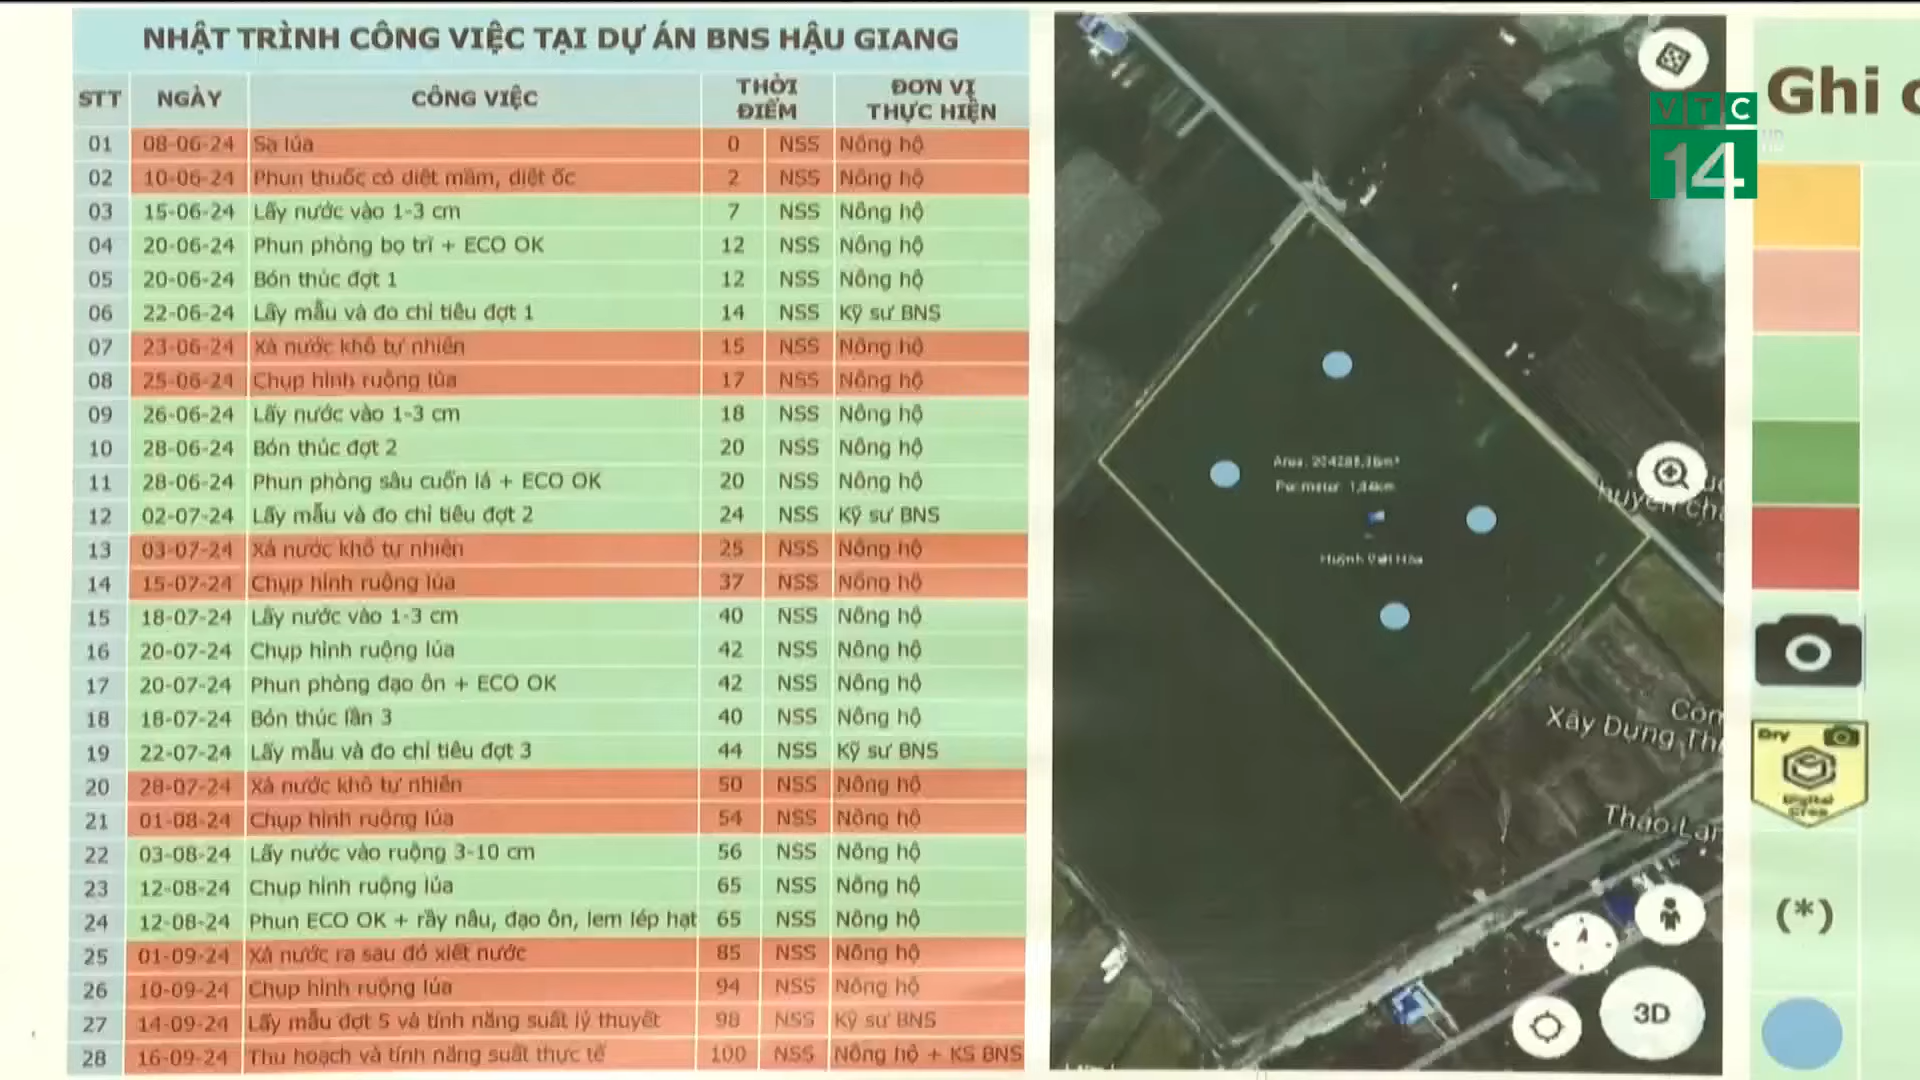 NHẬT TRÌNH CÔNG VIỆC TẠI DỰ ÁN BNS HẬU GIANG
STT NGÀY CÔNG VIỆC THỜI ĐIỂM ĐƠN VỊ THỰC HIỆN
01 08-06-24 Sạ lúa 0 NSS Nông hộ
02 10-06-24 Phun thuốc cỏ diệt mầm, diệt ốc 2 NSS Nông hộ
03 15-06-24 Lấy nước vào 1-3 cm 7 NSS Nông hộ
04 20-06-24 Phun phòng bọ trĩ + ECO OK 12 NSS Nông hộ
05 20-06-24 Bón thúc đợt 1 12 NSS Nông hộ
06 22-06-24 Lấy mẫu và đo chỉ tiêu đợt 1 14 NSS Kỹ sư BNS
07 23-06-24 Xả nước khô tự nhiên 15 NSS Nông hộ
08 25-06-24 Chụp hình ruộng lúa 17 NSS Nông hộ
09 26-06-24 Lấy nước vào 1-3 cm 18 NSS Nông hộ
10 28-06-24 Bón thúc đợt 2 20 NSS Nông hộ
11 28-06-24 Phun phòng sâu cuốn lá + ECO OK 20 NSS Nông hộ
12 02-07-24 Lấy mẫu và đo chỉ tiêu đợt 2 24 NSS Kỹ sư BNS
13 03-07-24 Xả nước khô tự nhiên 25 NSS Nông hộ
14 15-07-24 Chụp hình ruộng lúa 37 NSS Nông hộ
15 18-07-24 Lấy nước vào 1-3 cm 40 NSS Nông hộ
16 20-07-24 Chụp hình ruộng lúa 42 NSS Nông hộ
17 20-07-24 Phun phòng đạo ôn + ECO OK 42 NSS Nông hộ
18 18-07-24 Bón thúc lần 3 40 NSS Nông hộ
19 22-07-24 Lấy mẫu và đo chỉ tiêu đợt 3 44 NSS Kỹ sư BNS
20 28-07-24 Xả nước khô tự nhiên 50 NSS Nông hộ
21 01-08-24 Chụp hình ruộng lúa 54 NSS Nông hộ
22 03-08-24 Lấy nước vào ruộng 3-10 cm 56 NSS Nông hộ
23 12-08-24 Chụp hình ruộng lúa 65 NSS Nông hộ
24 12-08-24 Phun ECO OK + rầy nâu, đạo ôn, lem lép hạt 65 NSS Nông hộ
25 01-09-24 Xả nước ra sau đó xiết nước 85 NSS Nông hộ
26 10-09-24 Chụp hình ruộng lúa 94 NSS Nông hộ
27 14-09-24 Lấy mẫu đợt 5 và tính năng suất lý thuyết 98 NSS Kỹ sư BNS
28 16-09-24 Thu hoạch và tính năng suất thực tế 100 NSS Nông hộ + KS BNS
Area:
Perimeter:
Huỳnh Việt Hòa
Xây Dựng
Thảo Lan
3D
Ghi
VTC
14
HD
Dry
Digital
(*)